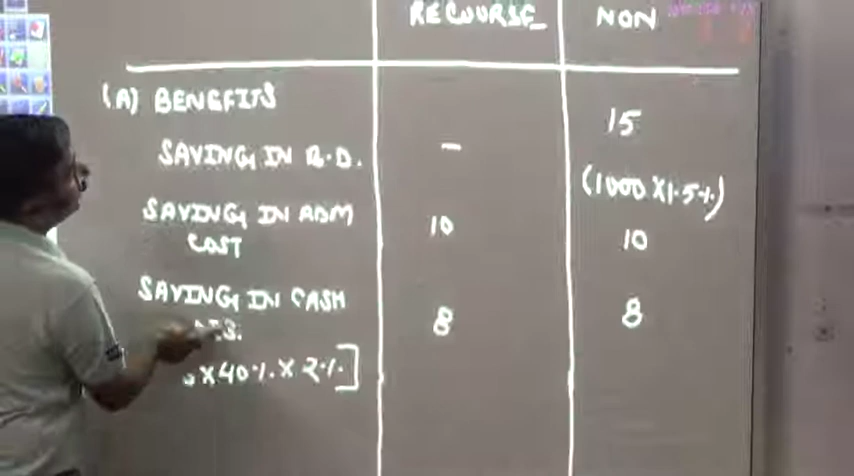 RECOURSE NON
(A) BENEFITS
15
SAVING IN B.D. -
(1000 X 1.5%)
SAVING IN ADM 10
COST 10
SAVING IN CASH
DIS. 8 8
X 40% X 2%]